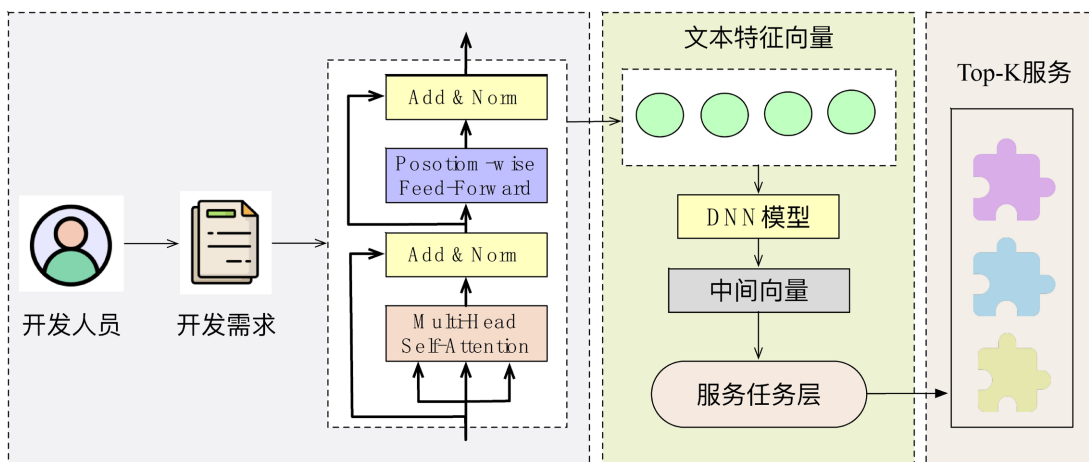 开发人员
开发需求
Add & Norm
Posotiom-wise
Feed-Forward
Add & Norm
Multi-Head
Self-Attention
文本特征向量
DNN模型
中间向量
服务任务层
Top-K服务